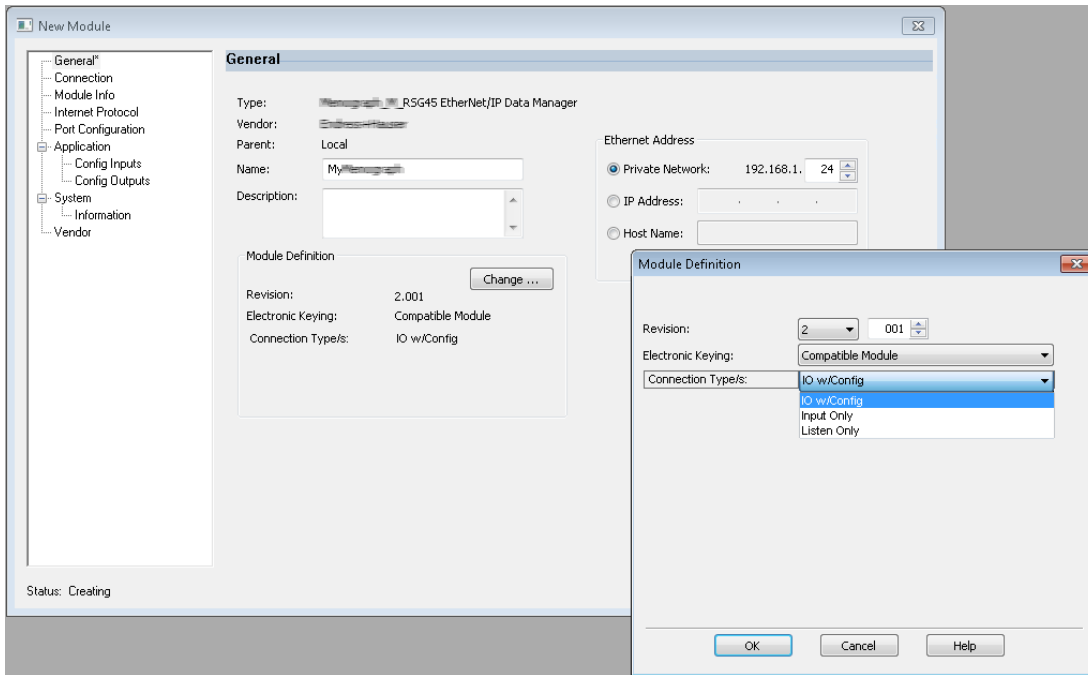 New Module
General*
Connection
Module Info
Internet Protocol
Port Configuration
Application
Config Inputs
Config Outputs
System
Information
Vendor
General
Type: RSG45 EtherNet/IP Data Manager
Vendor:
Parent: Local
Name: My
Description:
Module Definition
Change ...
Revision: 2.001
Electronic Keying: Compatible Module
Connection Type/s: IO w/Config
Ethernet Address
Private Network: 192.168.1. 24
IP Address: . . .
Host Name:
Status: Creating
Module Definition
Revision: 2 001
Electronic Keying: Compatible Module
Connection Type/s: IO w/Config
IO w/Config
Input Only
Listen Only
OK Cancel Help